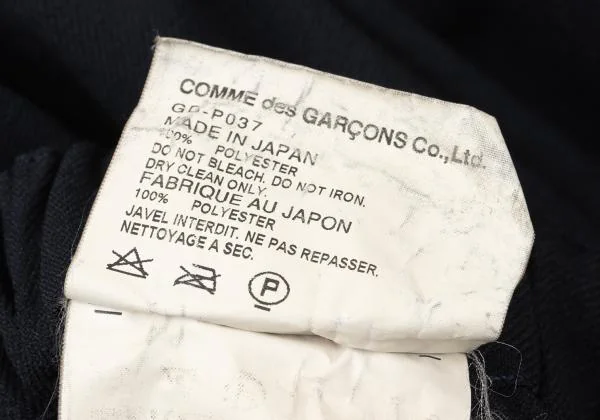 COMME des GARÇONS Co.,Ltd.
GP-P037
MADE IN JAPAN
100% POLYESTER
DO NOT BLEACH. DO NOT IRON.
DRY CLEAN ONLY.
FABRIQUE AU JAPON
100% POLYESTER
JAVEL INTERDIT. NE PAS REPASSER.
NETTOYAGE A SEC.
P